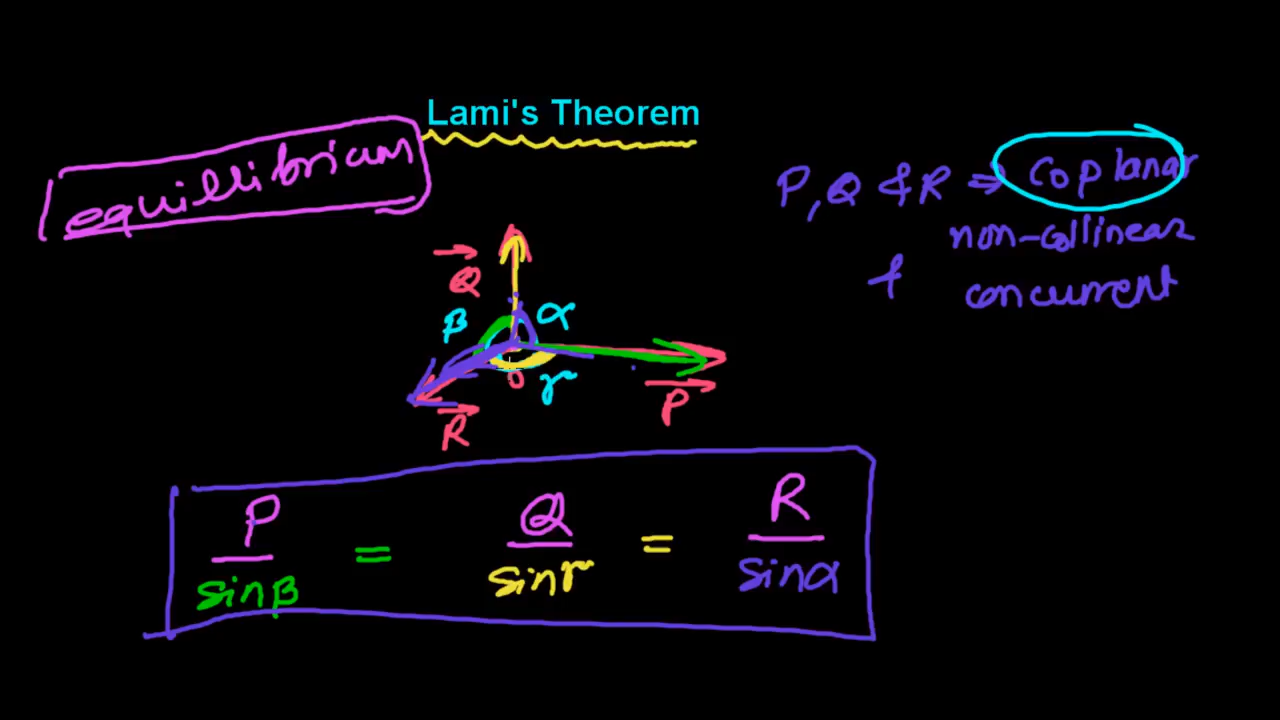 Lami's Theorem
equillibrium
P, Q & R ⇒ coplanar
non-collinear
& concurrent
Q
β α
O γ
R P
P/sinβ = Q/sinγ = R/sinα